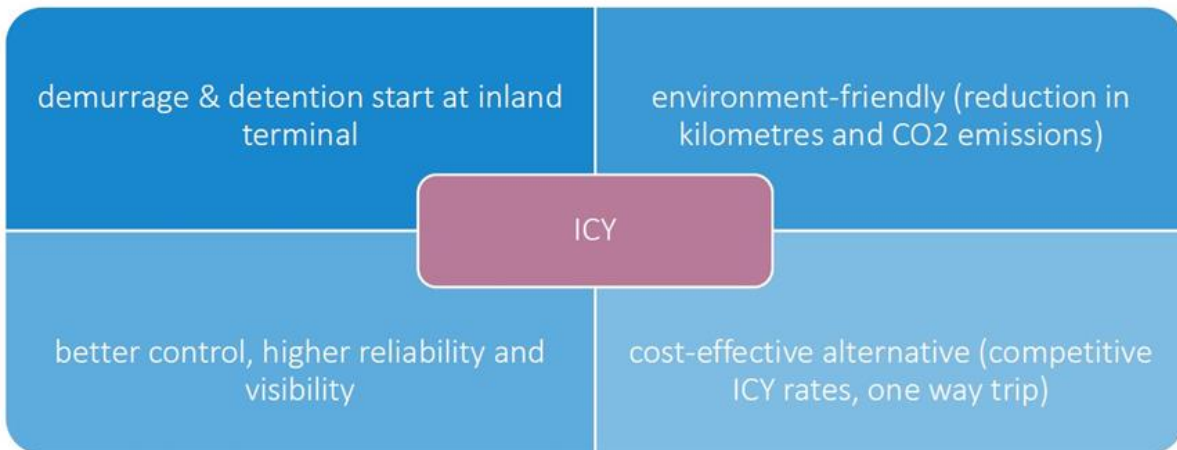 demurrage & detention start at inland
terminal
environment-friendly (reduction in
kilometres and CO2 emissions)
ICY
better control, higher reliability and
visibility
cost-effective alternative (competitive
ICY rates, one way trip)